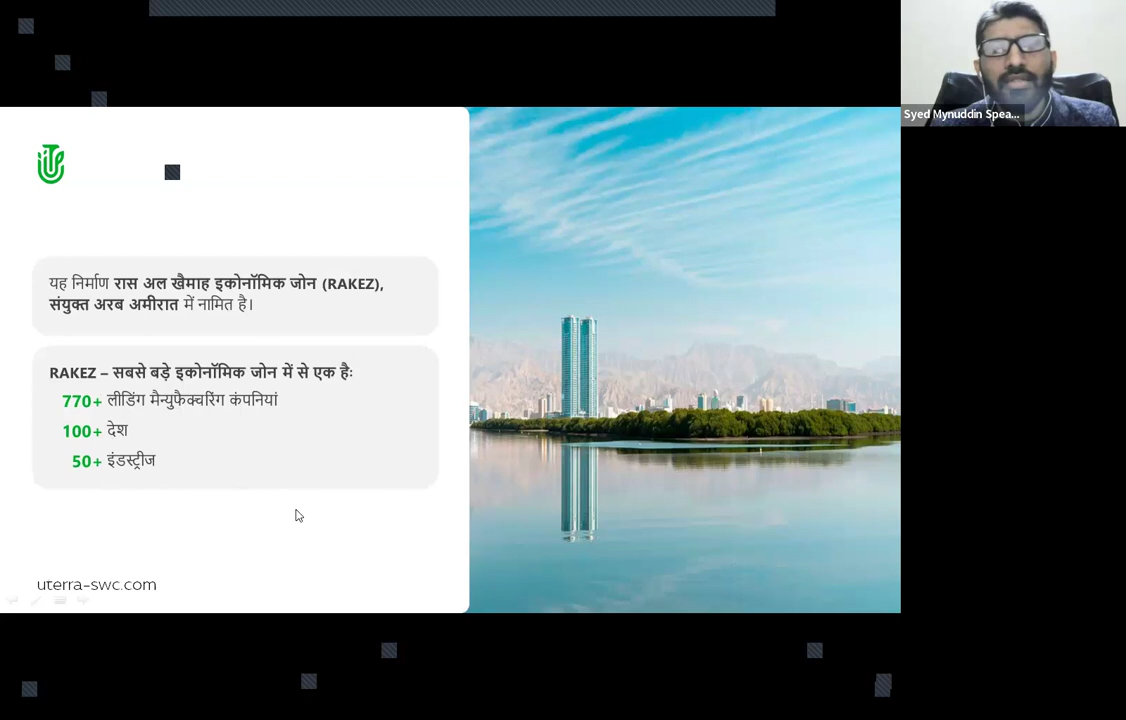 Syed Mynuddin Spea...
यह निर्माण रास अल खैमाह इकोनॉमिक जोन (RAKEZ),
संयुक्त अरब अमीरात में नामित है।
RAKEZ – सबसे बड़े इकोनॉमिक जोन में से एक है:
770+ लीडिंग मैन्युफैक्चरिंग कंपनियां
100+ देश
50+ इंडस्ट्रीज
uterra-swc.com